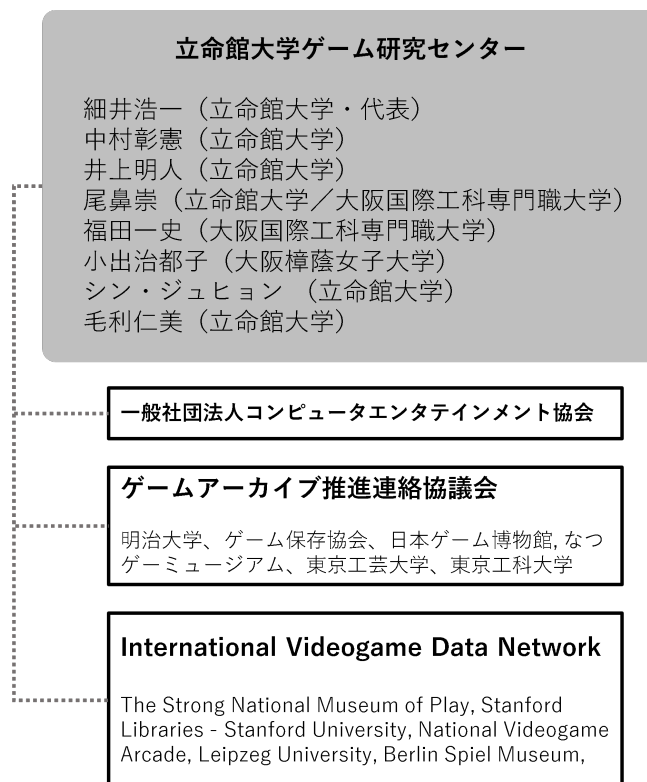 立命館大学ゲーム研究センター
細井浩一（立命館大学・代表）
中村彰憲（立命館大学）
井上明人（立命館大学）
尾鼻崇（立命館大学／大阪国際工科専門職大学）
福田一史（大阪国際工科専門職大学）
小出治都子（大阪樟蔭女子大学）
シン・ジュヒョン （立命館大学）
毛利仁美（立命館大学）
一般社団法人コンピュータエンタテインメント協会
ゲームアーカイブ推進連絡協議会
明治大学、ゲーム保存協会、日本ゲーム博物館, なつ
ゲーミュージアム、東京工芸大学、東京工科大学
International Videogame Data Network
The Strong National Museum of Play, Stanford
Libraries - Stanford University, National Videogame
Arcade, Leipzeg University, Berlin Spiel Museum,